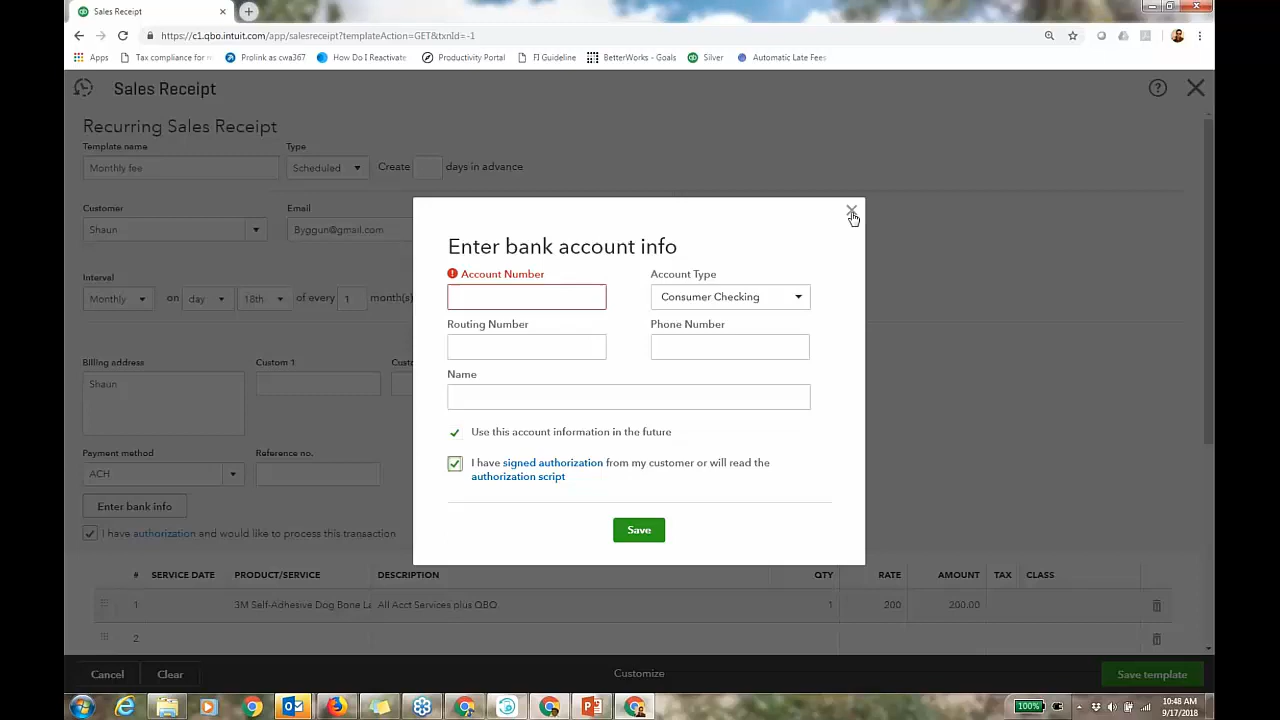 Sales Receipt
https://c1.qbo.intuit.com/app/salesreceipt?templateAction=GET&txnId=-1
Apps Tax compliance for n Prolink as cwa367 How Do I Reactivate Productivity Portal FI Guideline BetterWorks - Goals Silver Automatic Late Fees
Sales Receipt
Recurring Sales Receipt
Template name Type
Monthly fee Scheduled Create days in advance
Customer Email
Shaun Byggun@gmail.com
Enter bank account info
Account Number Account Type
Consumer Checking
Routing Number Phone Number
Name
Use this account information in the future
I have signed authorization from my customer or will read the
authorization script
Save
Interval
Monthly on day 18th of every 1 month(s)
Billing address Custom 1 Custo
Shaun
Payment method Reference no.
ACH
Enter bank info
I have authorization and would like to process this transaction
# SERVICE DATE PRODUCT/SERVICE DESCRIPTION QTY RATE AMOUNT TAX CLASS
1 3M Self-Adhesive Dog Bone La All Acct Services plus QBO. 1 200 200.00
2
Cancel Clear Customize Save template
100% 10:48 AM
9/17/2018